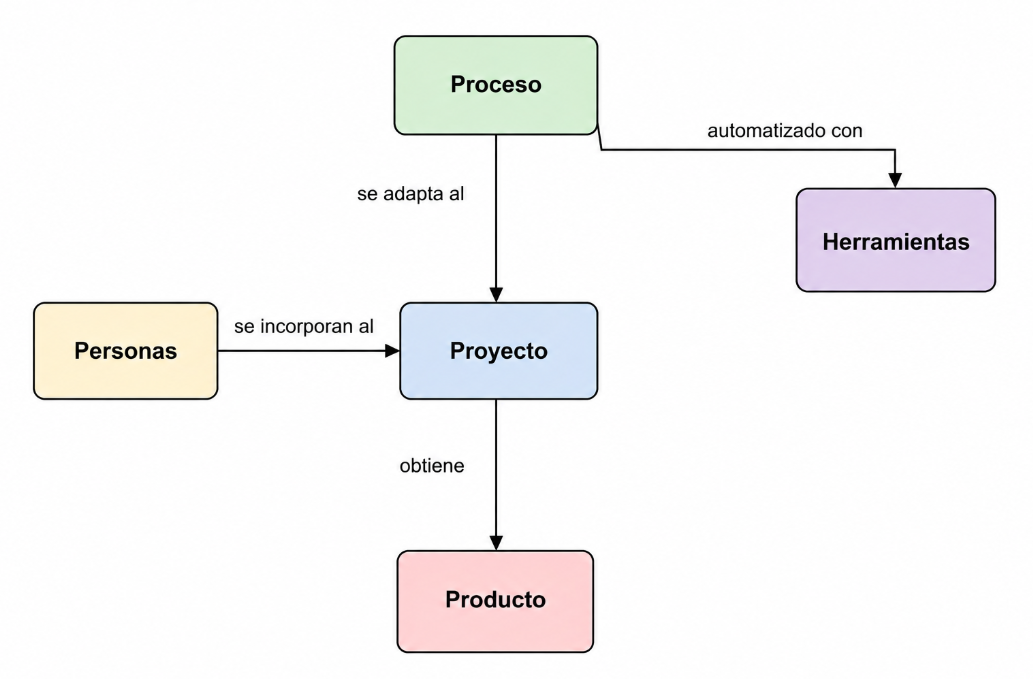 Proceso
automatizado con
se adapta al
Herramientas
se incorporan al
Personas
Proyecto
obtiene
Producto